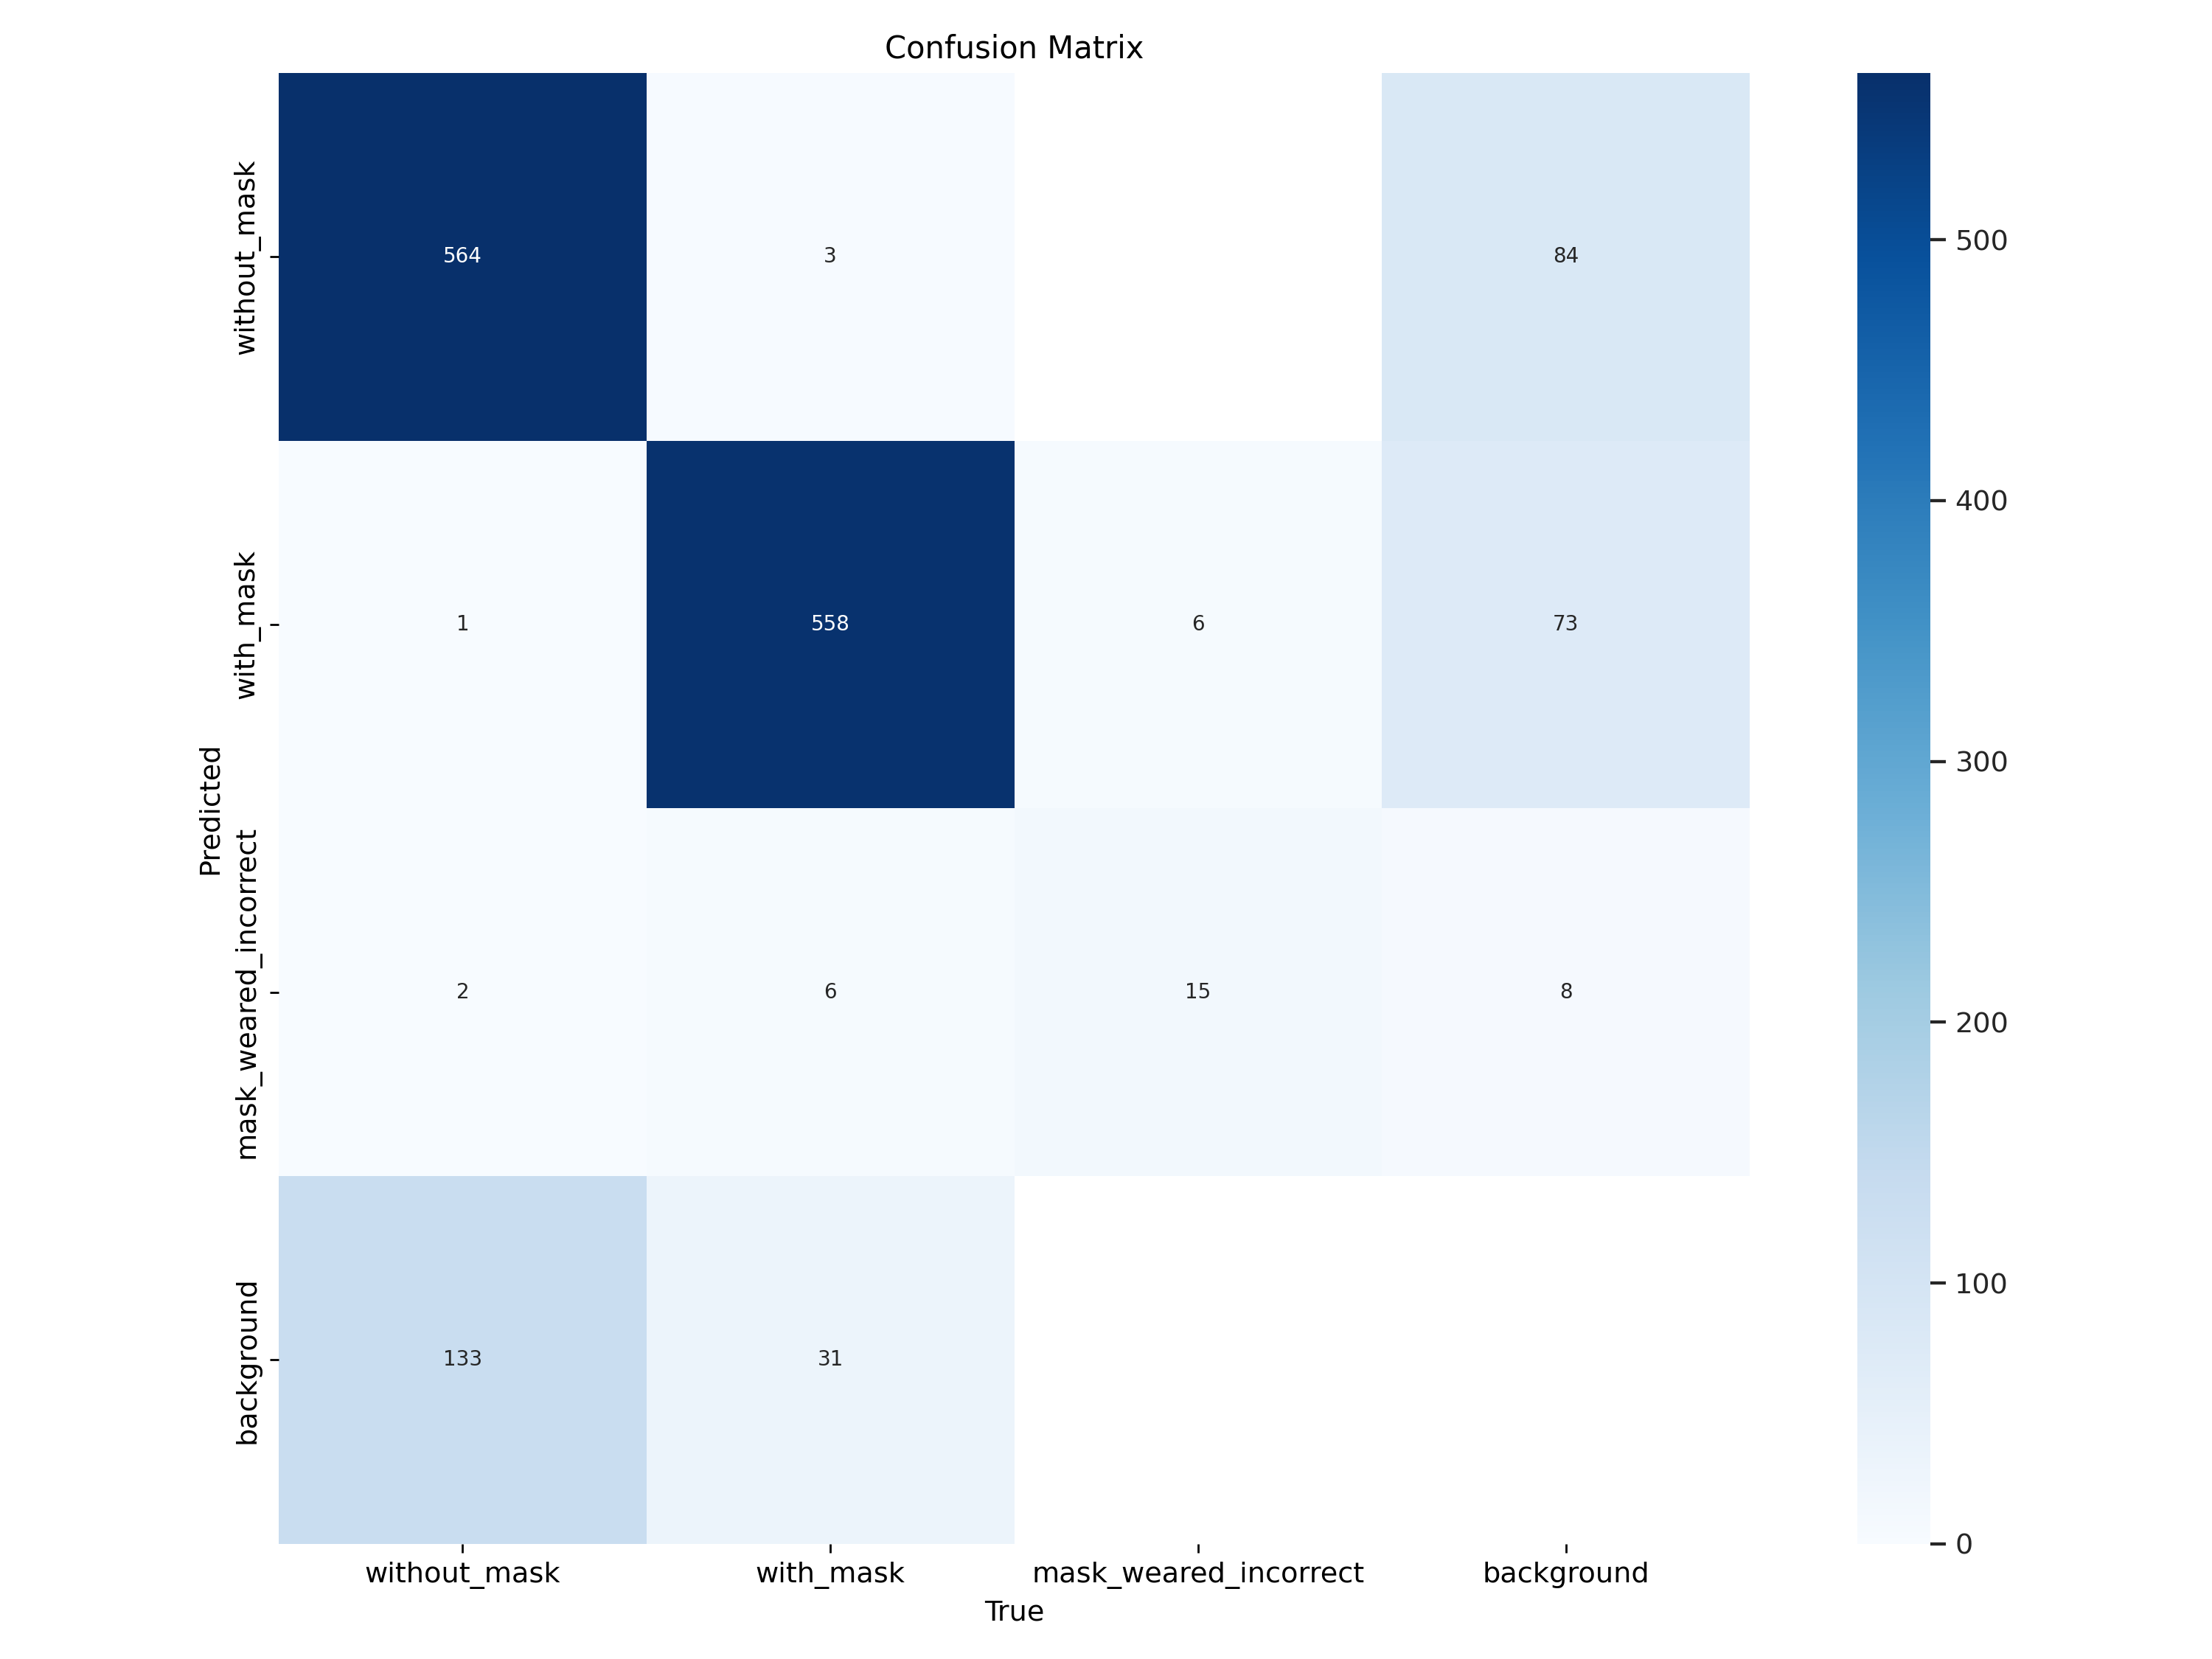 Confusion Matrix
without_mask
564
3
84
with_mask
1
558
6
73
Predicted
mask_weared_incorrect
2
6
15
8
background
133
31
without_mask
with_mask
mask_weared_incorrect
background
True
500
400
300
200
100
0